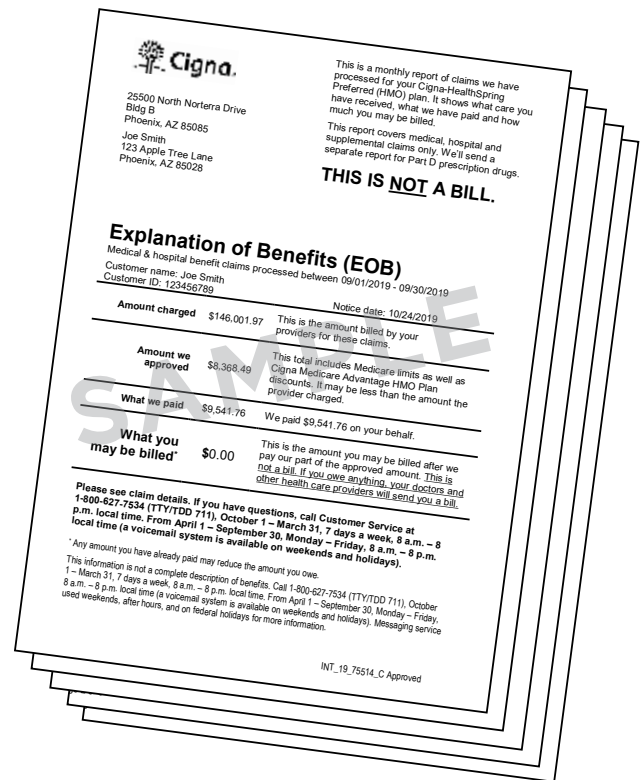 Cigna.
25500 North Norterra Drive
Bldg B
Phoenix, AZ 85085
Joe Smith
123 Apple Tree Lane
Phoenix, AZ 85028
This is a monthly report of claims we have
processed for your Cigna-HealthSpring
Preferred (HMO) plan. It shows what care you
have received, what we have paid and how
much you may be billed.
This report covers medical, hospital and
supplemental claims only. We'll send a
separate report for Part D prescription drugs.
THIS IS NOT A BILL.
Explanation of Benefits (EOB)
Medical & hospital benefit claims processed between 09/01/2019 - 09/30/2019
Customer name: Joe Smith
Customer ID: 123456789
Notice date: 10/24/2019
Amount charged
$146,001.97
This is the amount billed by your
providers for these claims.
Amount we
approved
$8,368.49
This total includes Medicare limits as well as
Cigna Medicare Advantage HMO Plan
discounts. It may be less than the amount the
provider charged.
What we paid
$9,541.76
We paid $9,541.76 on your behalf.
What you
may be billed*
$0.00
This is the amount you may be billed after we
pay our part of the approved amount. This is
not a bill. If you owe anything, your doctors and
other health care providers will send you a bill.
SAMPLE
Please see claim details. If you have questions, call Customer Service at
1-800-627-7534 (TTY/TDD 711), October 1 – March 31, 7 days a week, 8 a.m. – 8
p.m. local time. From April 1 – September 30, Monday – Friday, 8 a.m. – 8 p.m.
local time (a voicemail system is available on weekends and holidays).
* Any amount you have already paid may reduce the amount you owe.
This information is not a complete description of benefits. Call 1-800-627-7534 (TTY/TDD 711), October
1 – March 31, 7 days a week, 8 a.m. – 8 p.m. local time. From April 1 – September 30, Monday – Friday,
8 a.m. – 8 p.m. local time (a voicemail system is available on weekends and holidays). Messaging service
used weekends, after hours, and on federal holidays for more information.
INT_19_75514_C Approved